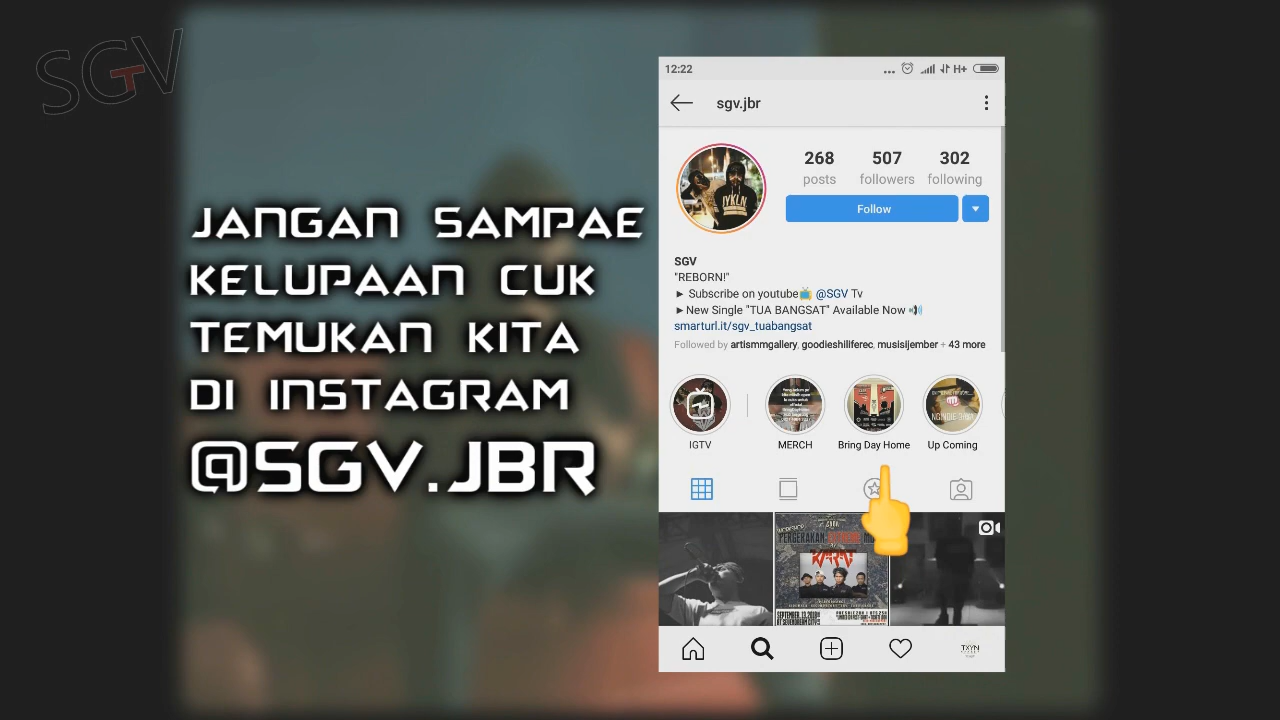 SGTV
JANGAN SAMPAE
KELUPAAN CUK
TEMUKAN KITA
DI INSTAGRAM
@SGV.JBR
12:22
H+
sgv.jbr
268
507
302
posts
followers
following
Follow
SGV
"REBORN!"
► Subscribe on youtube📺 @SGV Tv
►New Single "TUA BANGSAT" Available Now 🔊
smarturl.it/sgv_tuabangsat
Followed by artismmgallery, goodieshiliferec, musisijember + 43 more
IGTV
MERCH
Bring Day Home
Up Coming
PERGERAKAN
TXYN